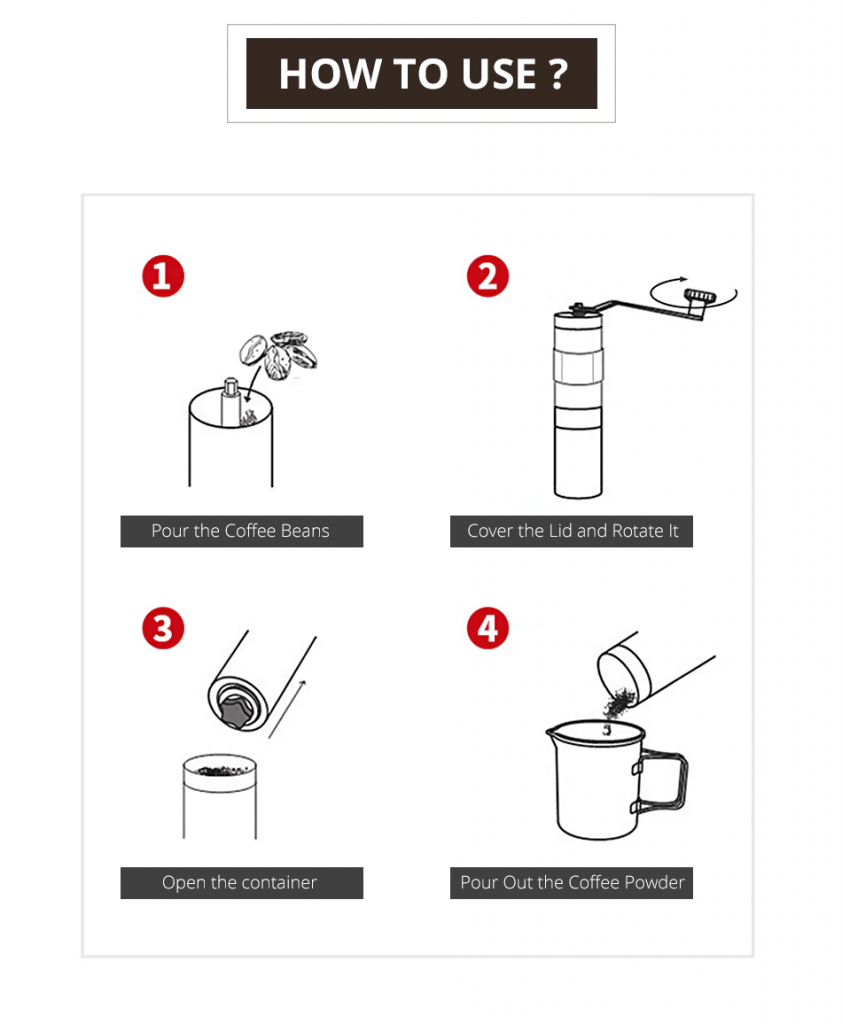 HOW TO USE ?
1
2
Pour the Coffee Beans
Cover the Lid and Rotate It
3
4
Open the container
Pour Out the Coffee Powder